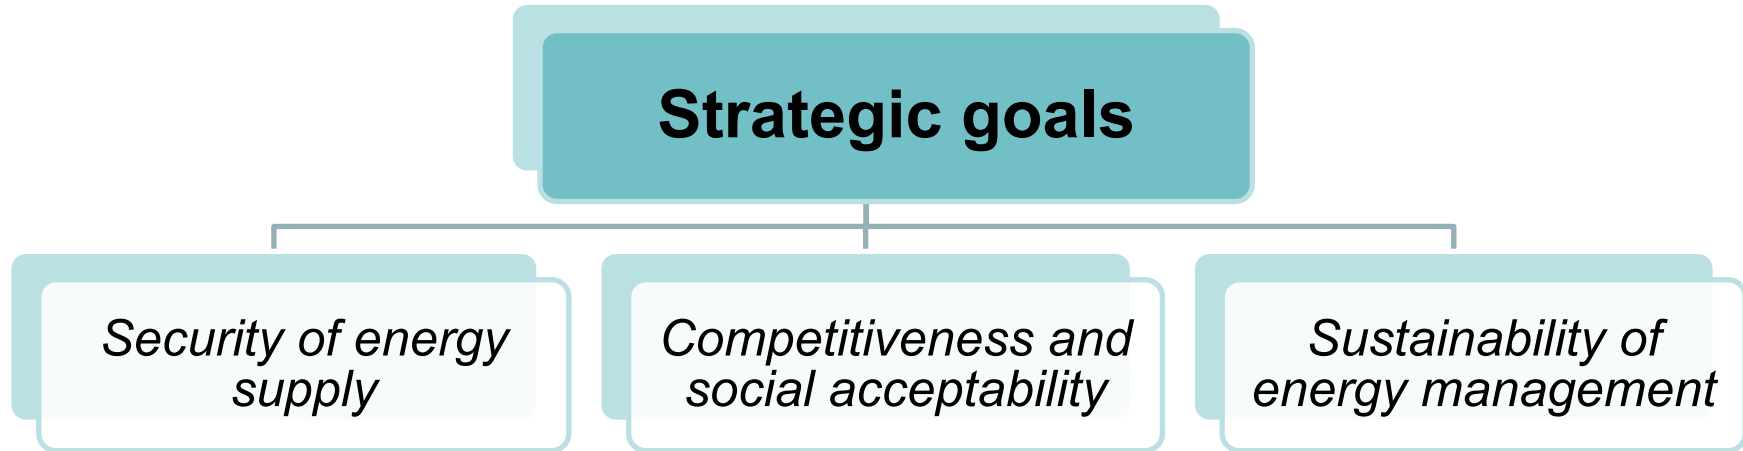 Strategic goals
Security of energy
supply
Competitiveness and
social acceptability
Sustainability of
energy management